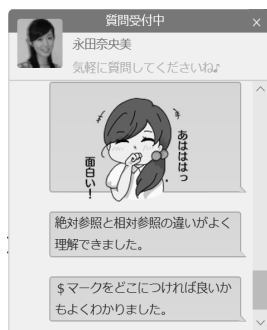 質問受付中
×
永田奈央美
気軽に質問してくださいね♪
あはははっ
面白い!
絶対参照と相対参照の違いがよく
理解できました。
$マークをどこにつければ良いか
もよくわかりました。